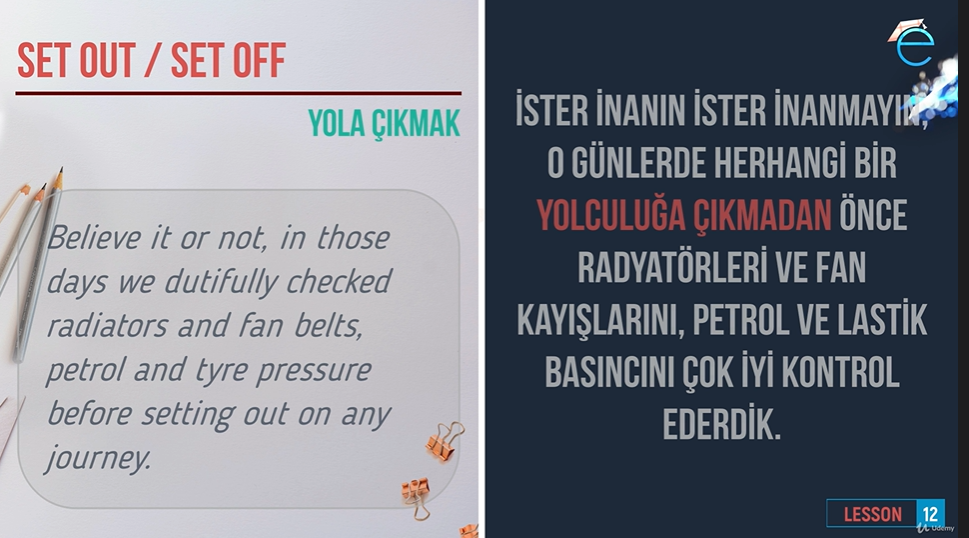 SET OUT / SET OFF
YOLA ÇIKMAK
Believe it or not, in those
days we dutifully checked
radiators and fan belts,
petrol and tyre pressure
before setting out on any
journey.
e
İSTER İNANIN İSTER İNANMAYIN,
O GÜNLERDE HERHANGİ BİR
YOLCULUĞA ÇIKMADAN ÖNCE
RADYATÖRLERİ VE FAN
KAYIŞLARINI, PETROL VE LASTİK
BASINCINI ÇOK İYİ KONTROL
EDERDİK.
LESSON 12
Udemy